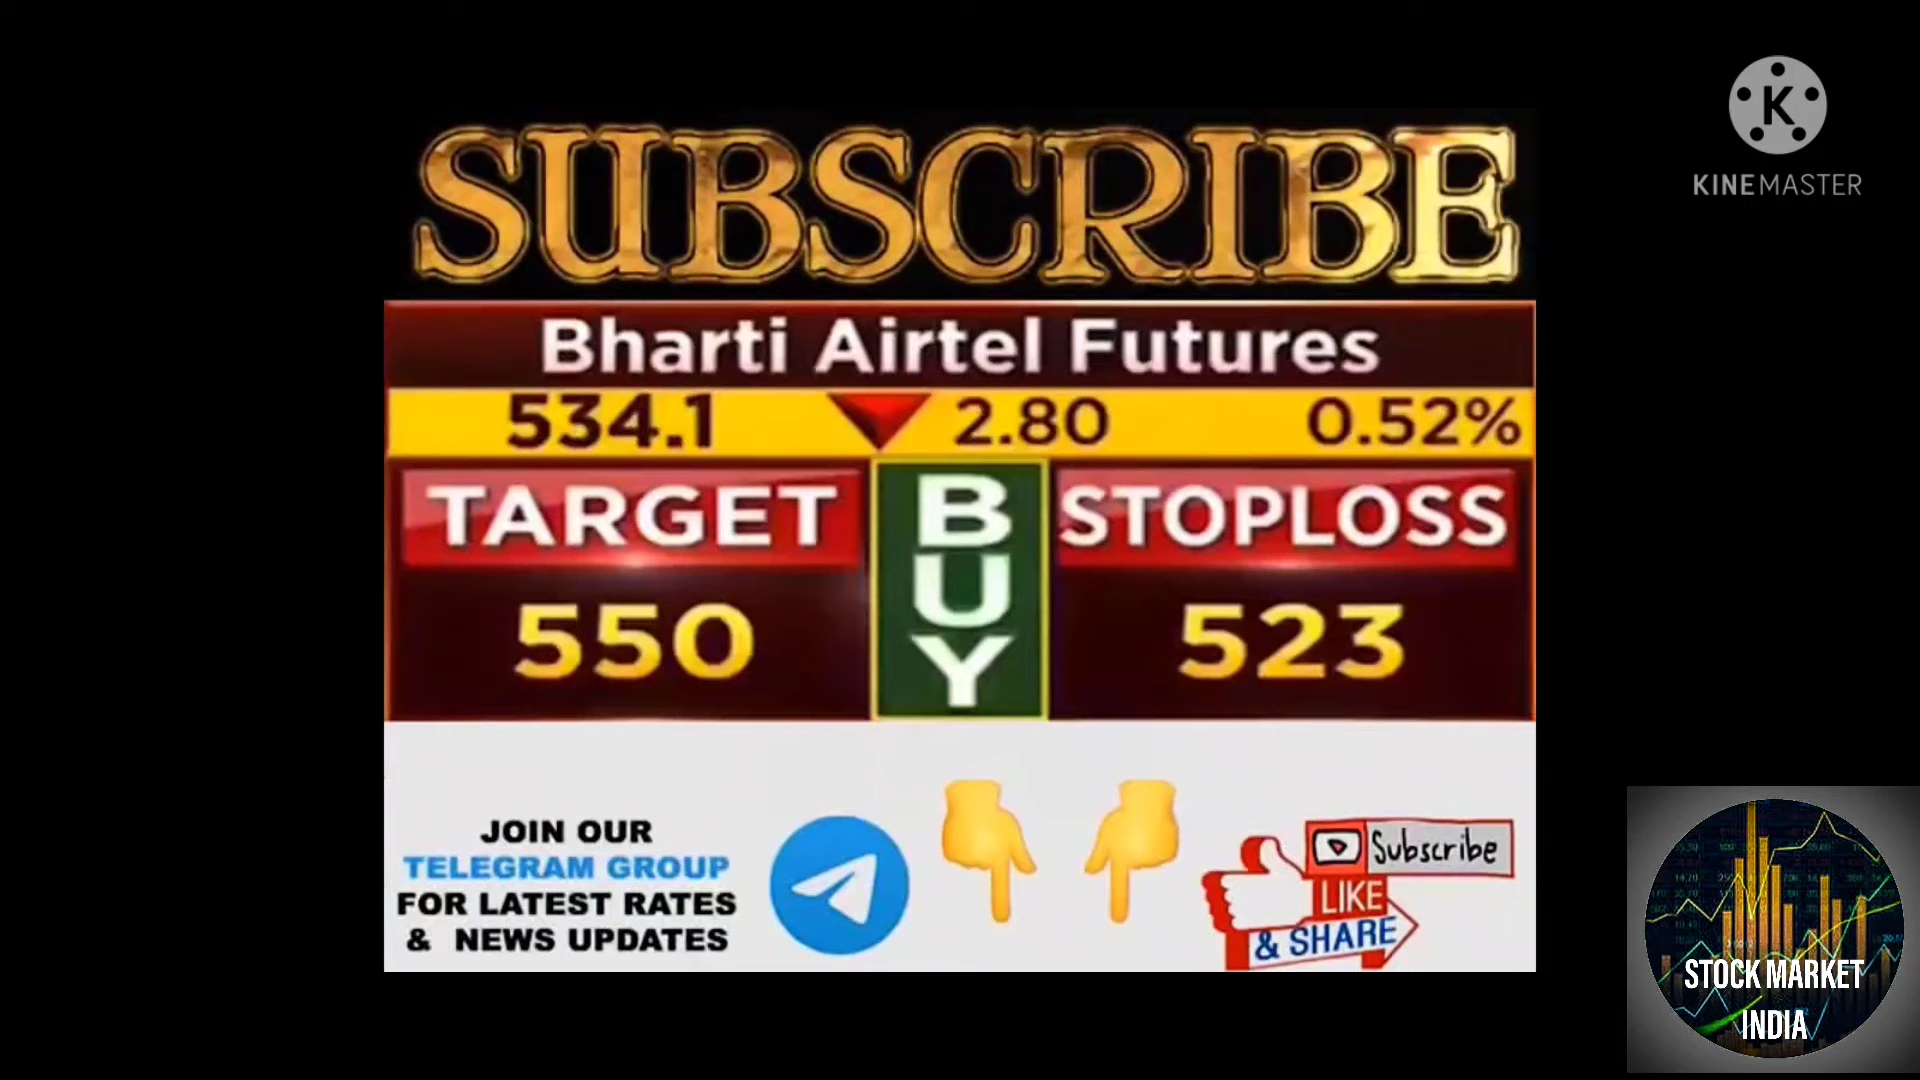 SUBSCRIBE
K
KINEMASTER
Bharti Airtel Futures
534.1 2.80 0.52%
TARGET
BUY
STOPLOSS
550
523
JOIN OUR
TELEGRAM GROUP
FOR LATEST RATES
& NEWS UPDATES
Subscribe
LIKE
& SHARE
STOCK MARKET
INDIA